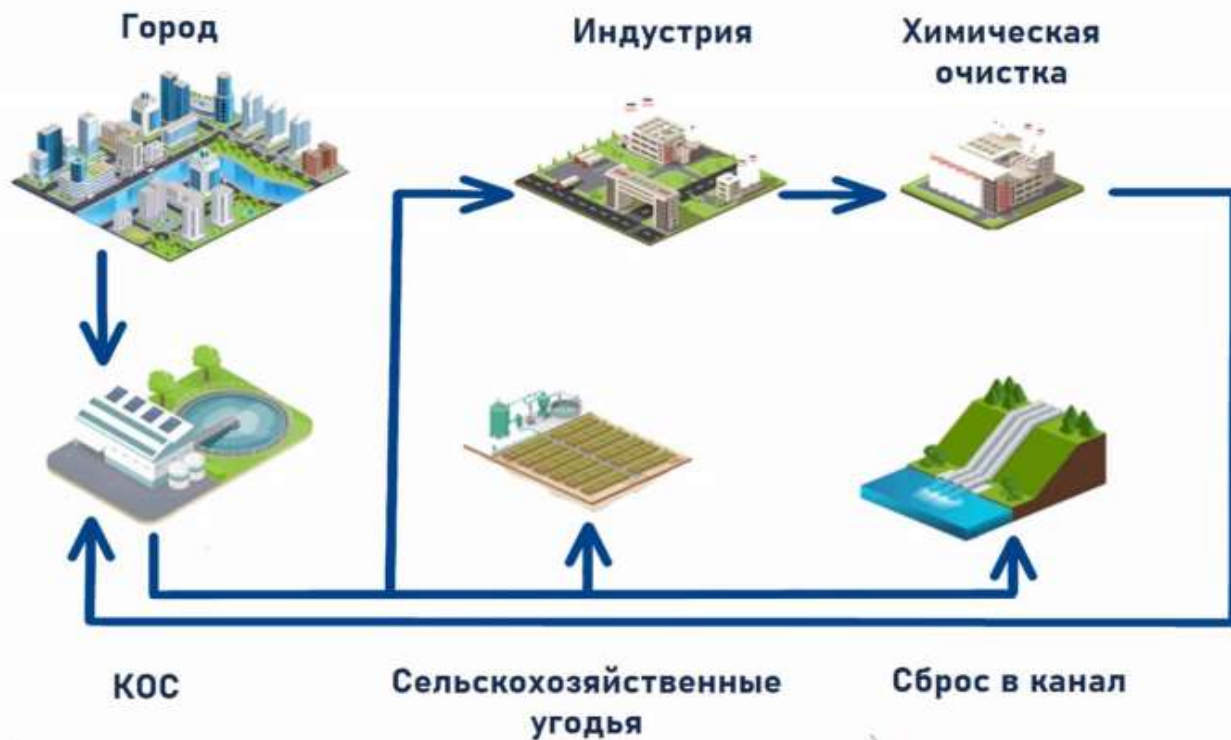 Город
Индустрия
Химическая
очистка
КОС
Сельскохозяйственные
угодья
Сброс в канал